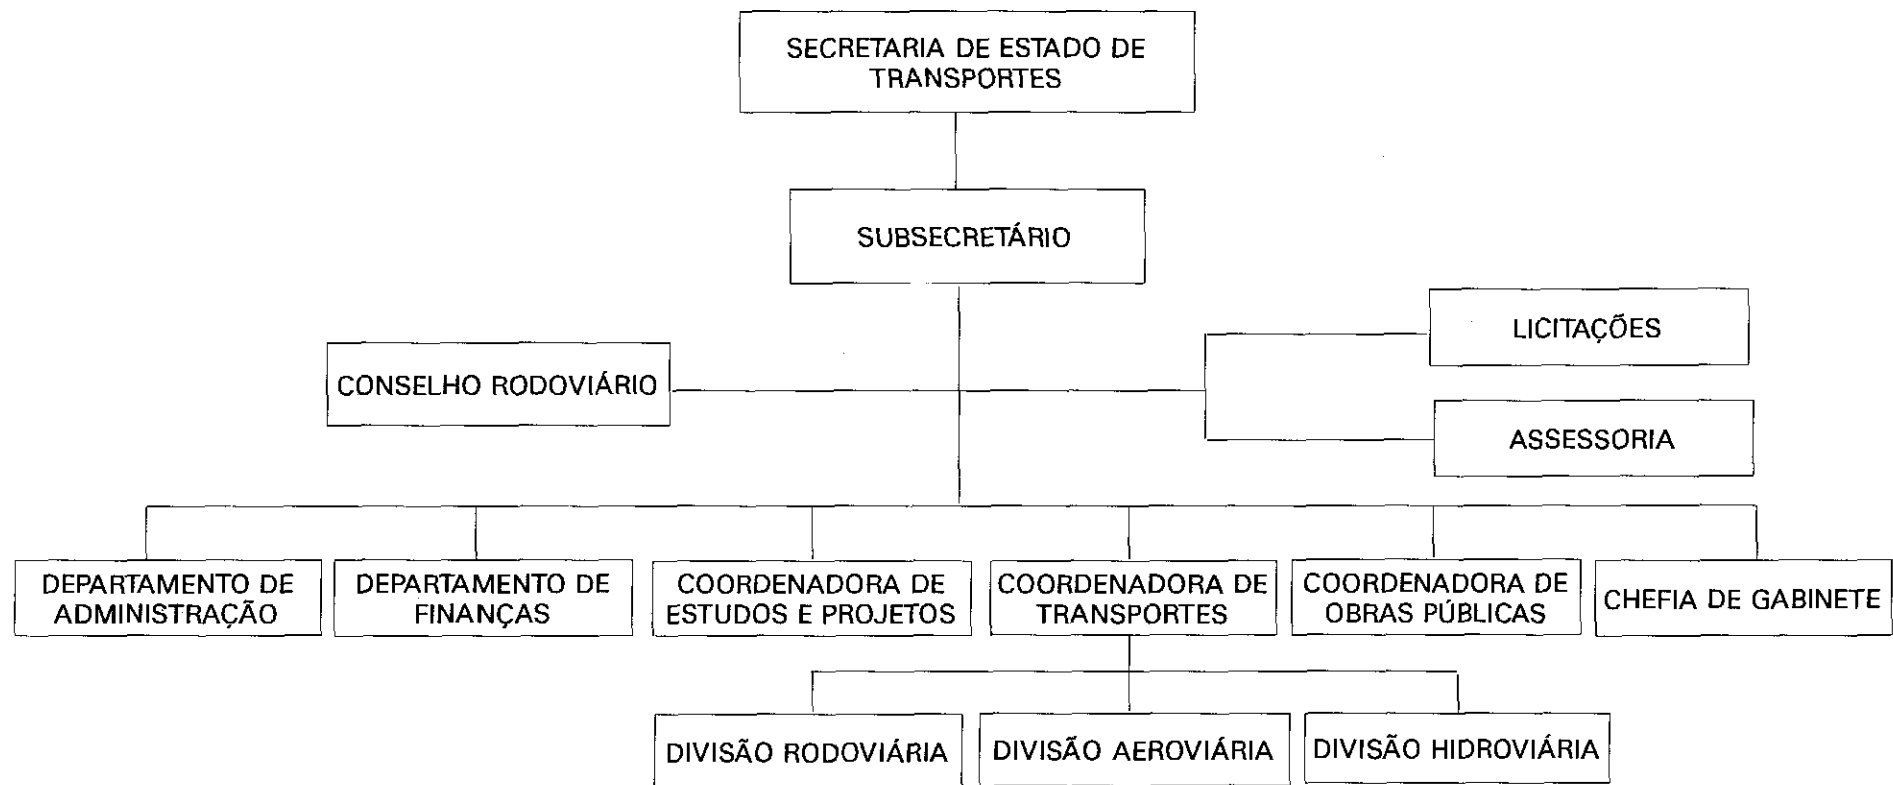 SECRETARIA DE ESTADO DE
TRANSPORTES
SUBSECRETÁRIO
LICITAÇÕES
CONSELHO RODOVIÁRIO
ASSESSORIA
DEPARTAMENTO DE
ADMINISTRAÇÃO
DEPARTAMENTO DE
FINANÇAS
COORDENADORA DE
ESTUDOS E PROJETOS
COORDENADORA DE
TRANSPORTES
COORDENADORA DE
OBRAS PÚBLICAS
CHEFIA DE GABINETE
DIVISÃO RODOVIÁRIA
DIVISÃO AEROVIÁRIA
DIVISÃO HIDROVIÁRIA